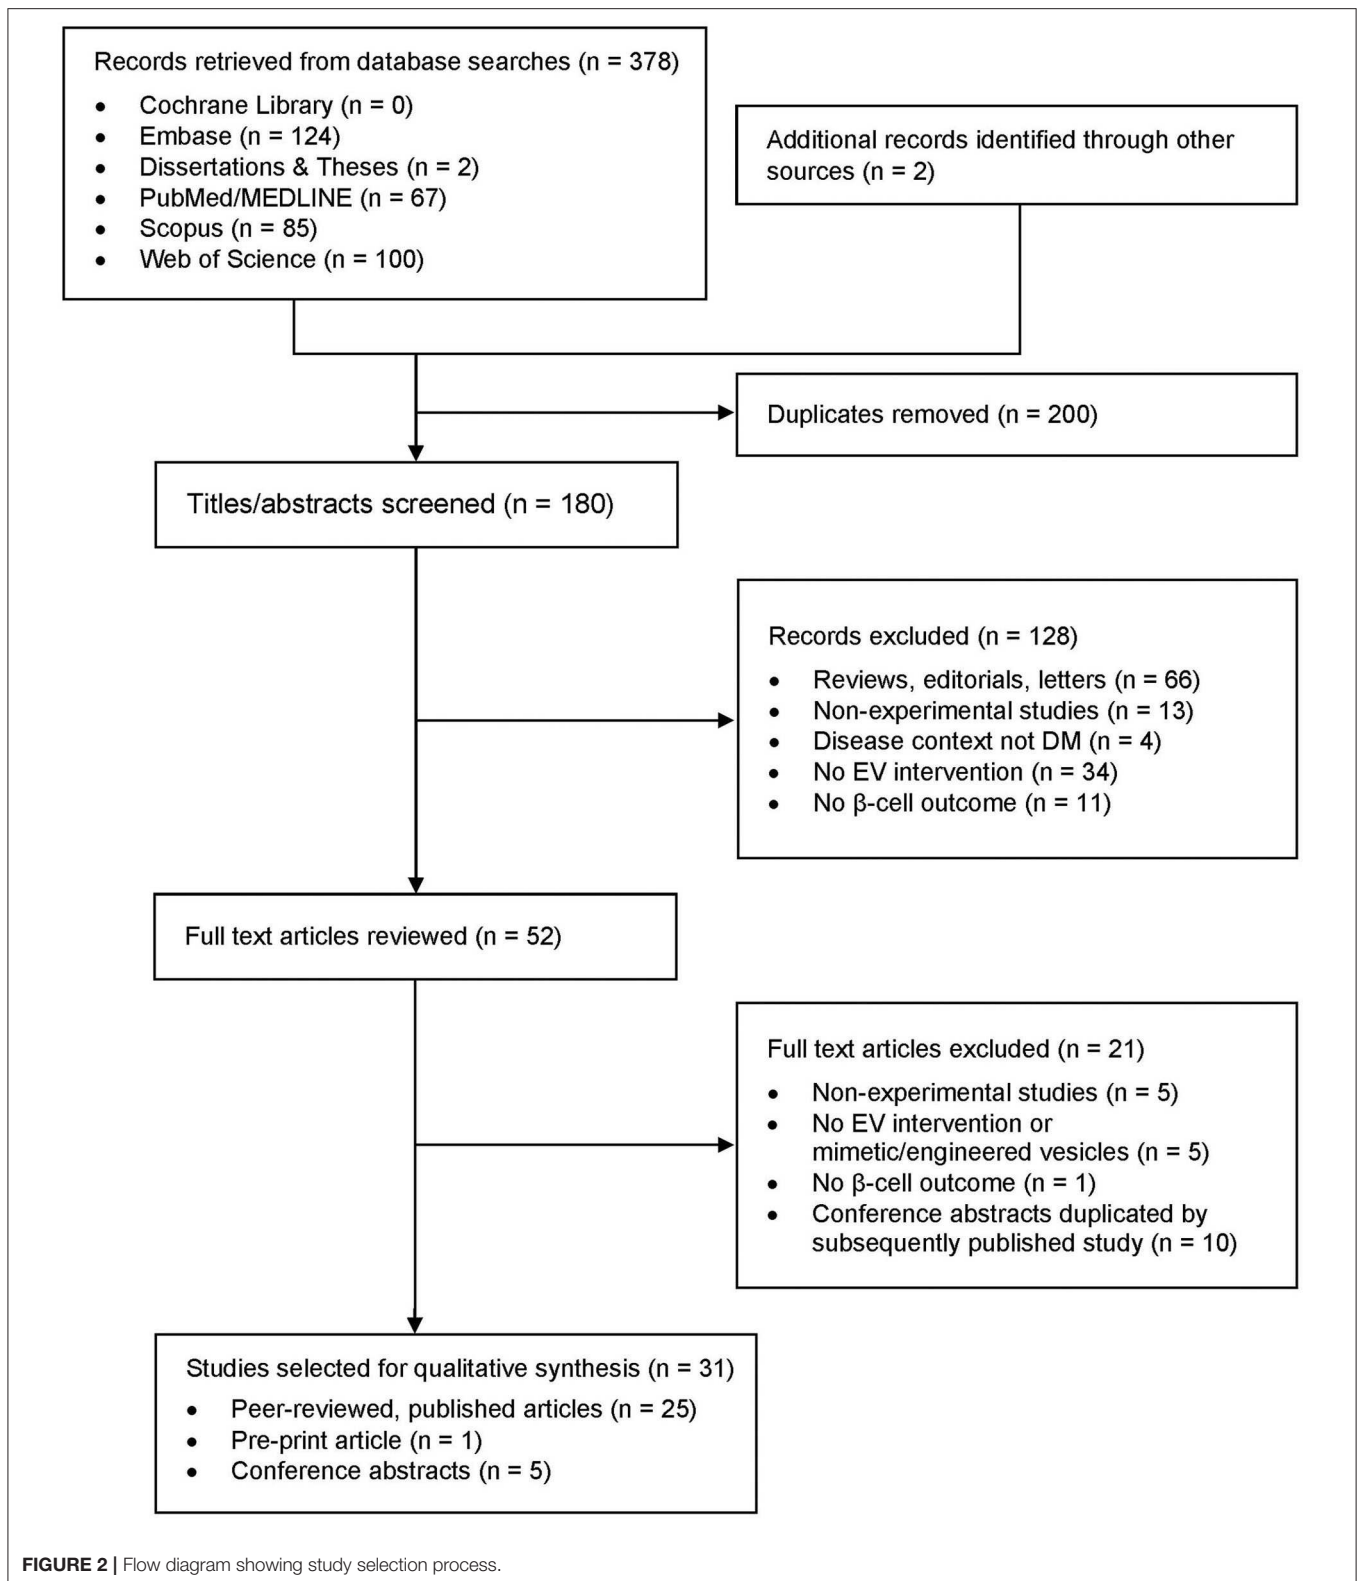 Records retrieved from database searches (n = 378)
• Cochrane Library (n = 0)
• Embase (n = 124)
• Dissertations & Theses (n = 2)
• PubMed/MEDLINE (n = 67)
• Scopus (n = 85)
• Web of Science (n = 100)
Additional records identified through other
sources (n = 2)
Duplicates removed (n = 200)
Titles/abstracts screened (n = 180)
Records excluded (n = 128)
• Reviews, editorials, letters (n = 66)
• Non-experimental studies (n = 13)
• Disease context not DM (n = 4)
• No EV intervention (n = 34)
• No β-cell outcome (n = 11)
Full text articles reviewed (n = 52)
Full text articles excluded (n = 21)
• Non-experimental studies (n = 5)
• No EV intervention or
mimetic/engineered vesicles (n = 5)
• No β-cell outcome (n = 1)
• Conference abstracts duplicated by
subsequently published study (n = 10)
Studies selected for qualitative synthesis (n = 31)
• Peer-reviewed, published articles (n = 25)
• Pre-print article (n = 1)
• Conference abstracts (n = 5)
FIGURE 2 | Flow diagram showing study selection process.